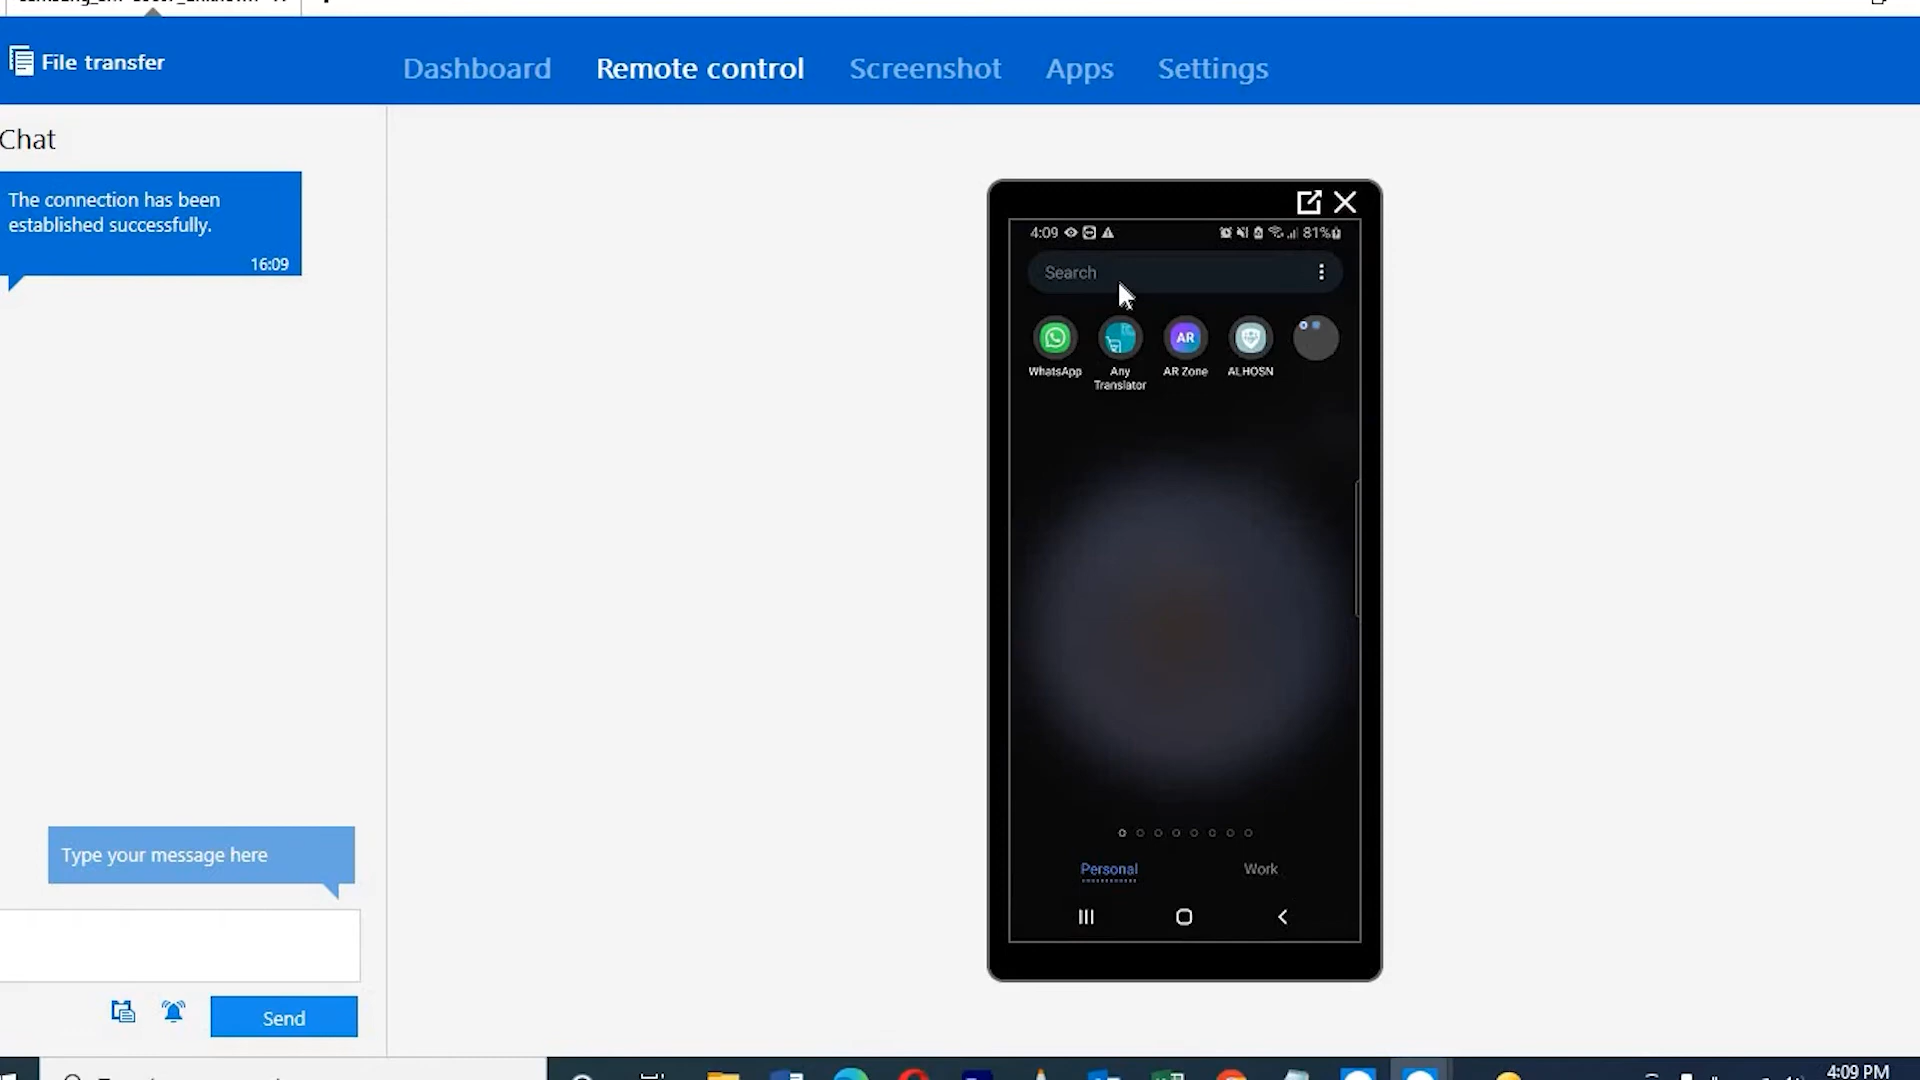 File transfer
Dashboard
Remote control
Screenshot
Apps
Settings
Chat
The connection has been
established successfully.
16:09
4:09
81%
Search
WhatsApp
Any
Translator
AR
AR Zone
ALHOSN
Personal
Work
Type your message here
Send
4:09 PM